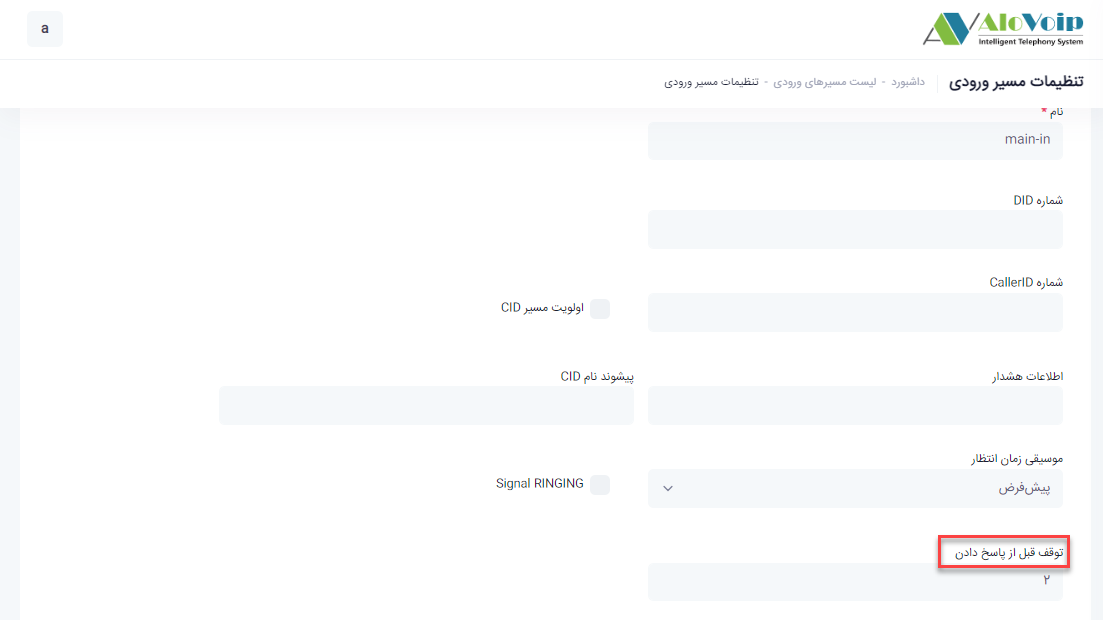 AloVoip
Intelligent Telephony System
a
تنظیمات مسیر ورودی
داشبورد - لیست مسیرهای ورودی - تنظیمات مسیر ورودی
نام *
main-in
شماره DID
شماره CallerID
اولویت مسیر CID
اطلاعات هشدار
پیشوند نام CID
موسیقی زمان انتظار
پیش‌فرض
Signal RINGING
توقف قبل از پاسخ دادن
۲